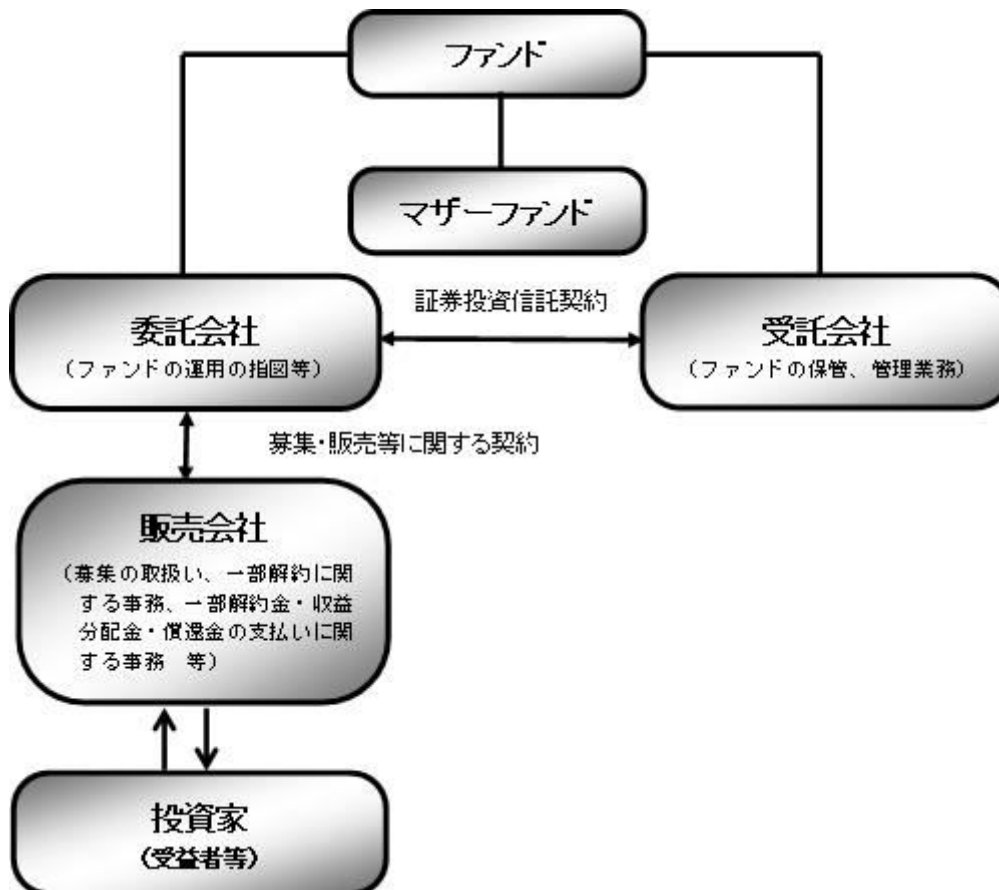 ファンド
マザーファンド
証券投資信託契約
委託会社
（ファンドの運用の指図等）
受託会社
（ファンドの保管、管理業務）
募集・販売等に関する契約
販売会社
（募集の取扱い、一部解約に関
する事務、一部解約金・収益
分配金・償還金の支払いに関
する事務　等）
投資家
（受益者等）